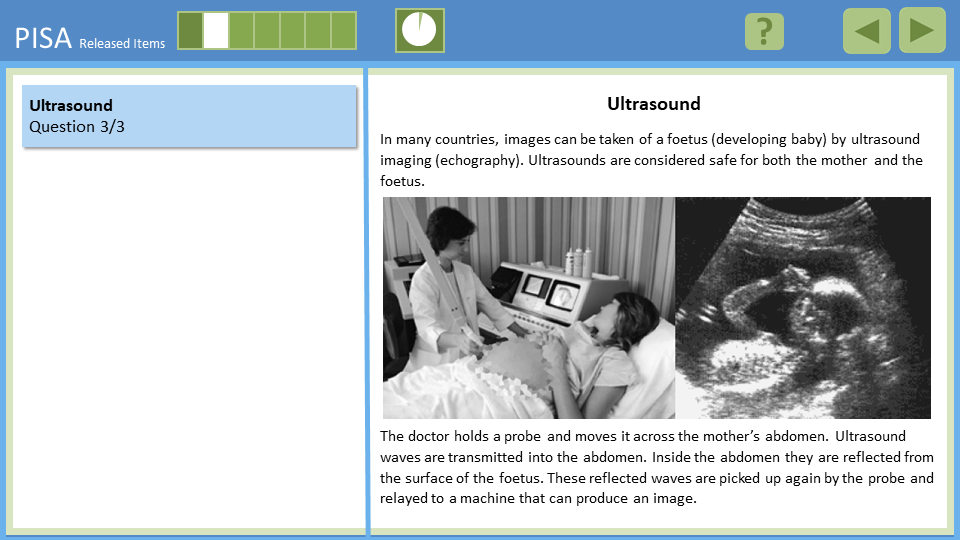 PISA Released Items
?
Ultrasound
Question 3/3
Ultrasound
In many countries, images can be taken of a foetus (developing baby) by ultrasound
imaging (echography). Ultrasounds are considered safe for both the mother and the
foetus.
The doctor holds a probe and moves it across the mother’s abdomen. Ultrasound
waves are transmitted into the abdomen. Inside the abdomen they are reflected from
the surface of the foetus. These reflected waves are picked up again by the probe and
relayed to a machine that can produce an image.